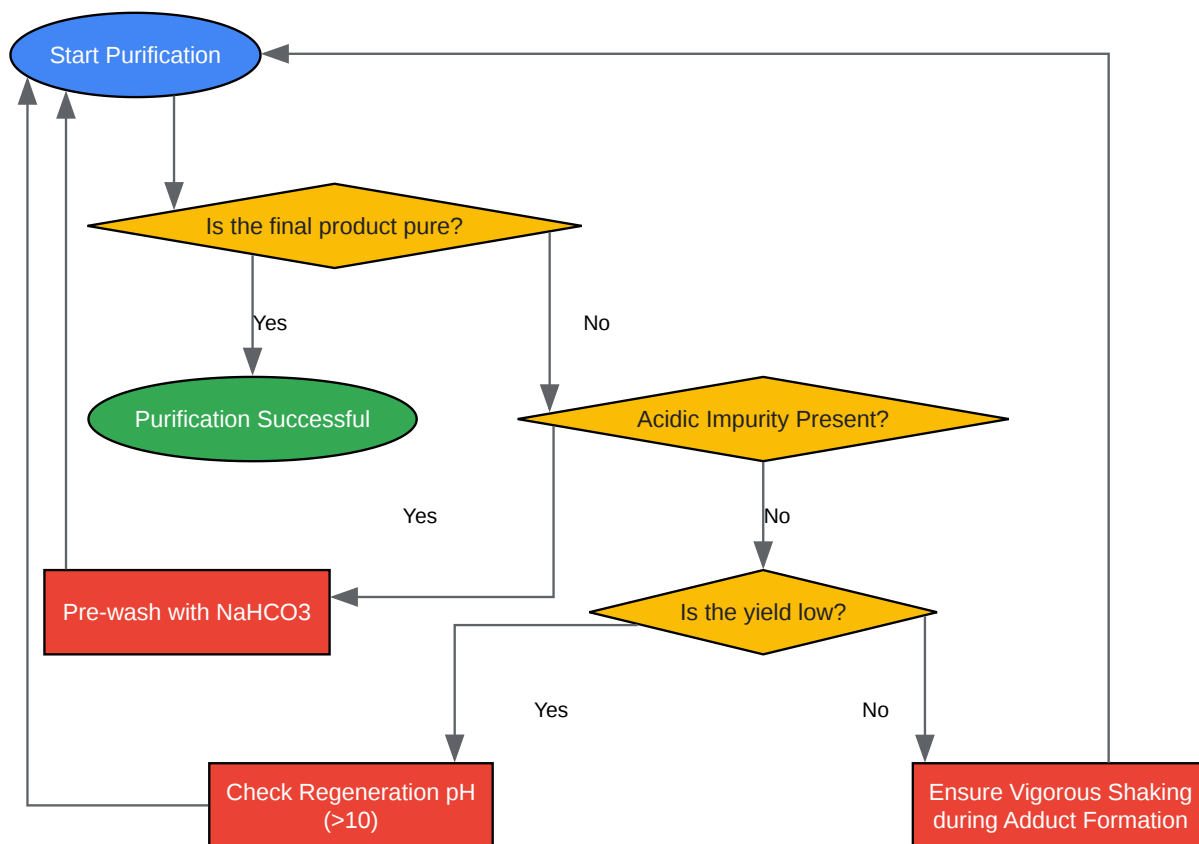 Start Purification
Is the final product pure?
Yes
No
Purification Successful
Acidic Impurity Present?
Yes
No
Pre-wash with NaHCO3
Is the yield low?
Yes
No
Check Regeneration pH
(>10)
Ensure Vigorous Shaking
during Adduct Formation